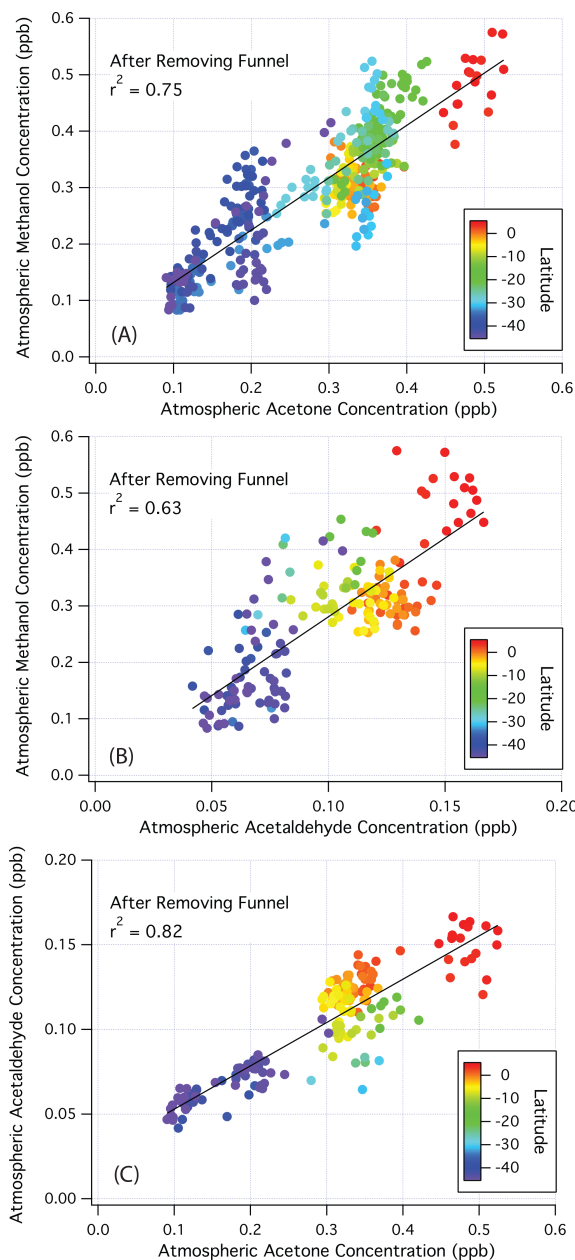 0.6
0.5
0.4
0.3
0.2
0.1
0.0
Atmospheric Methanol Concentration (ppb)
After Removing Funnel
r² = 0.75
(A)
0
-10
-20
-30
-40
Latitude
0.0
0.1
0.2
0.3
0.4
0.5
0.6
Atmospheric Acetone Concentration (ppb)
0.6
0.5
0.4
0.3
0.2
0.1
0.0
Atmospheric Methanol Concentration (ppb)
After Removing Funnel
r² = 0.63
(B)
0
-10
-20
-30
-40
Latitude
0.00
0.05
0.10
0.15
0.20
Atmospheric Acetaldehyde Concentration (ppb)
0.20
0.15
0.10
0.05
0.00
Atmospheric Acetaldehyde Concentration (ppb)
After Removing Funnel
r² = 0.82
(C)
0
-10
-20
-30
-40
Latitude
0.0
0.1
0.2
0.3
0.4
0.5
0.6
Atmospheric Acetone Concentration (ppb)